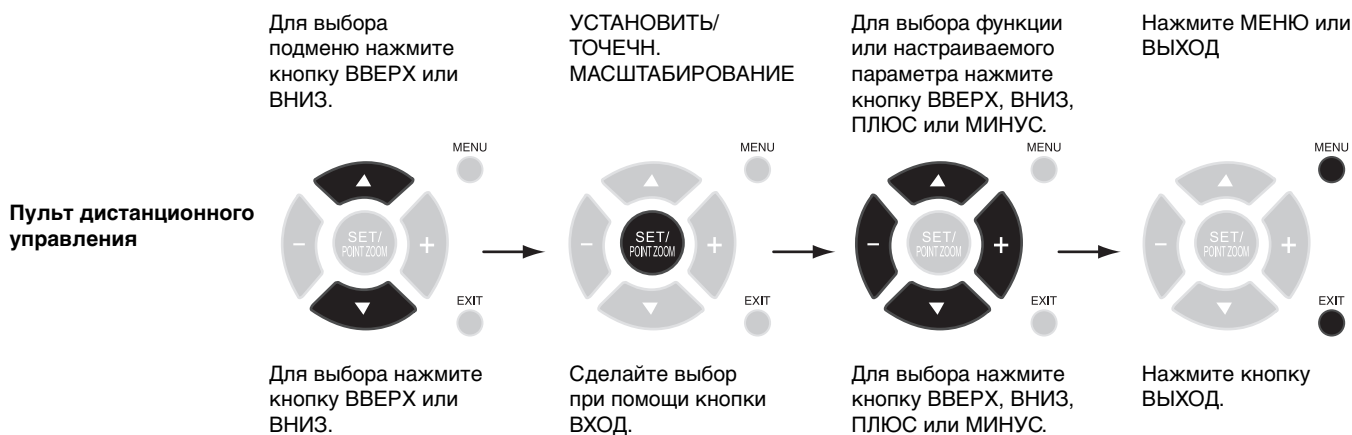 Для выбора
подменю нажмите
кнопку ВВЕРХ или
ВНИЗ.
УСТАНОВИТЬ/
ТОЧЕЧН.
МАСШТАБИРОВАНИЕ
Для выбора функции
или настраиваемого
параметра нажмите
кнопку ВВЕРХ, ВНИЗ,
ПЛЮС или МИНУС.
Нажмите МЕНЮ или
ВЫХОД
Пульт дистанционного
управления
MENU
–
SET/
POINT ZOOM
+
EXIT
MENU
–
SET/
POINT ZOOM
+
EXIT
MENU
–
SET/
POINT ZOOM
+
EXIT
MENU
–
SET/
POINT ZOOM
+
EXIT
Для выбора нажмите
кнопку ВВЕРХ или
ВНИЗ.
Сделайте выбор
при помощи кнопки
ВХОД.
Для выбора нажмите
кнопку ВВЕРХ, ВНИЗ,
ПЛЮС или МИНУС.
Нажмите кнопку
ВЫХОД.